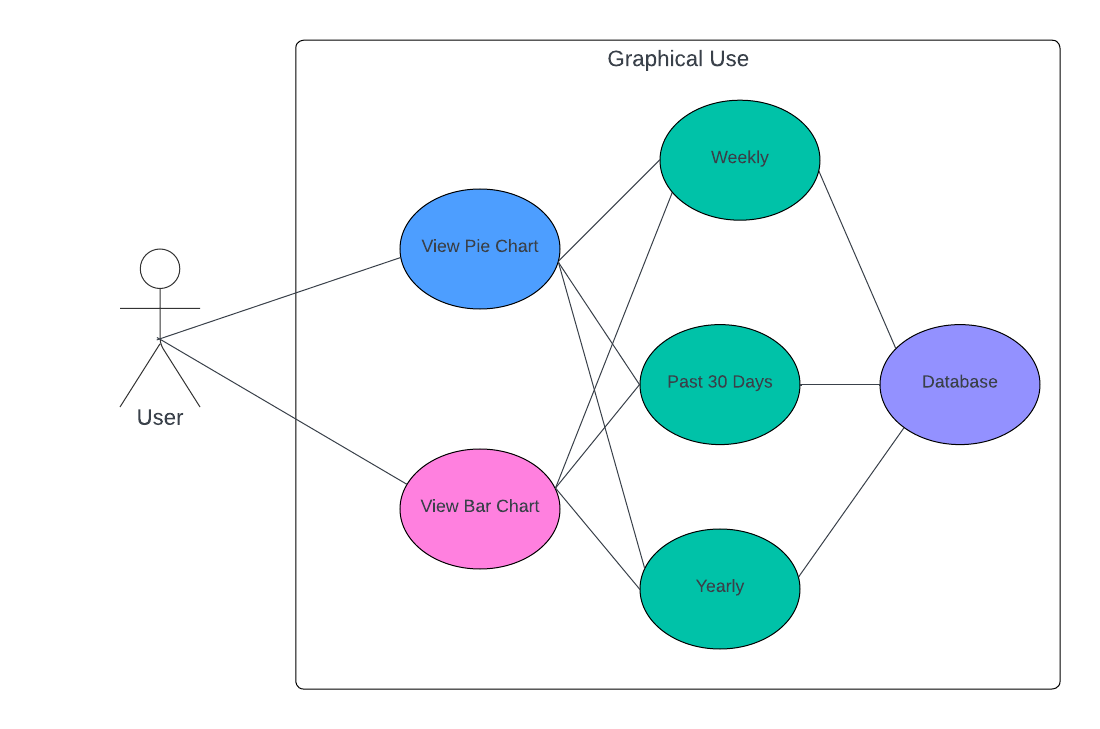 Graphical Use
Weekly
View Pie Chart
Past 30 Days
Database
User
View Bar Chart
Yearly